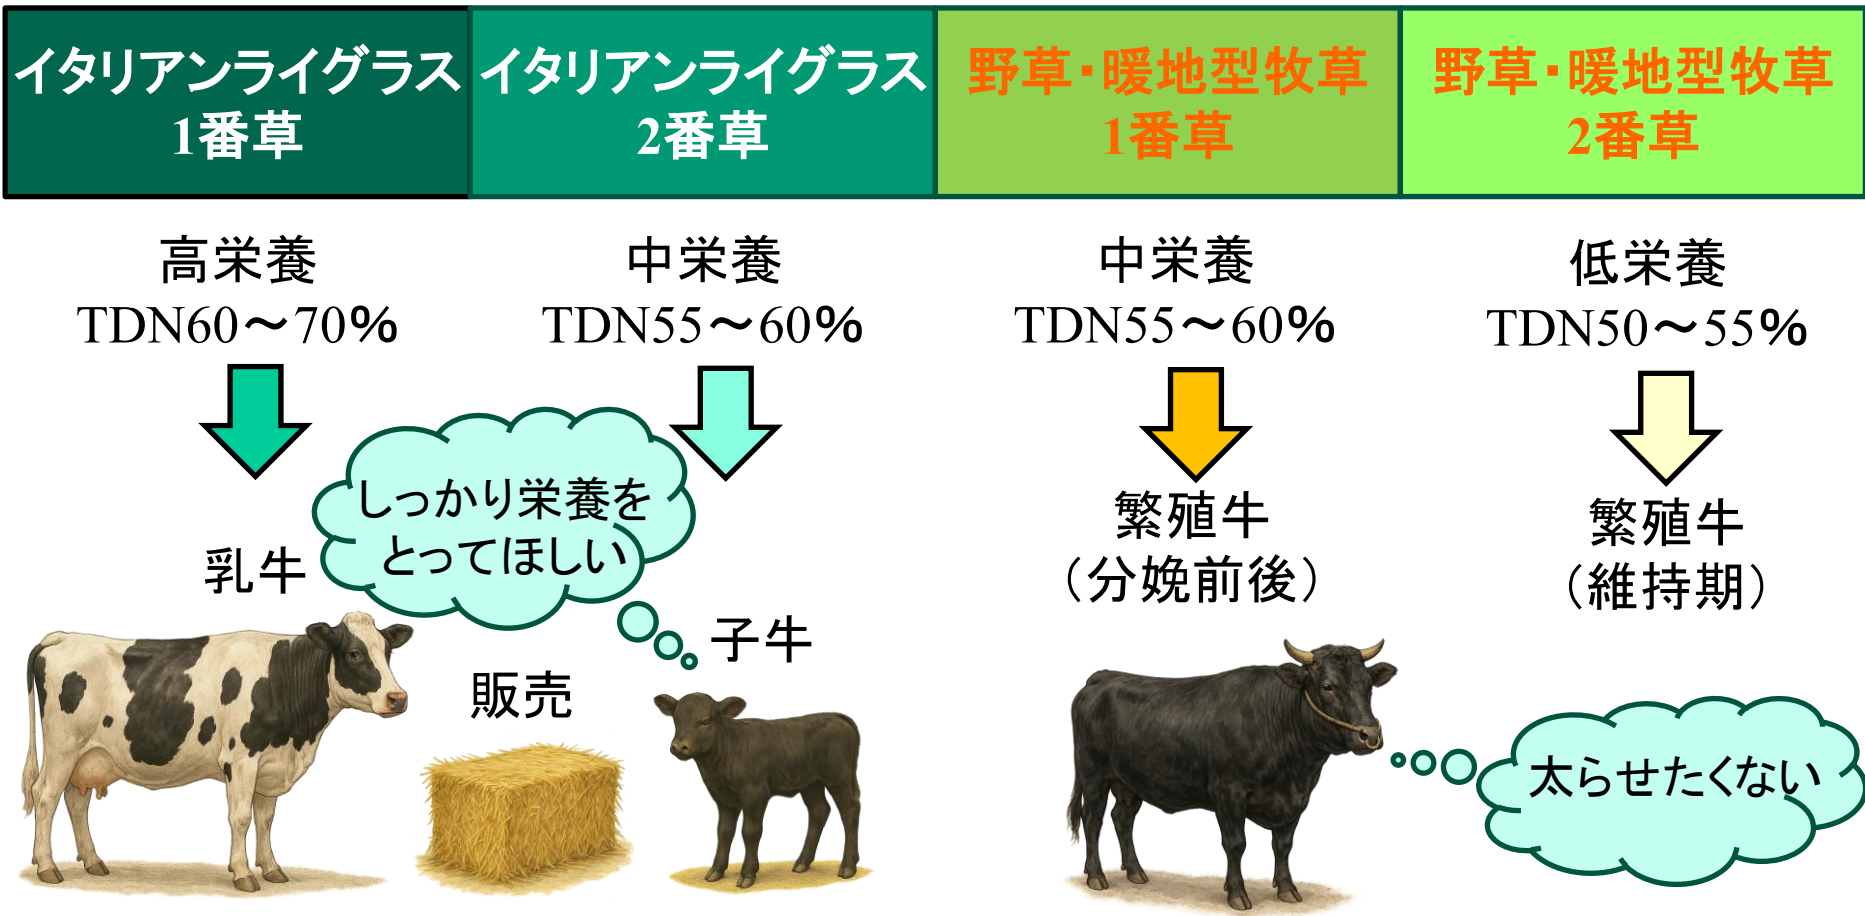 イタリアンライグラス
1番草
イタリアンライグラス
2番草
野草・暖地型牧草
1番草
野草・暖地型牧草
2番草
高栄養
TDN60～70%
中栄養
TDN55～60%
中栄養
TDN55～60%
低栄養
TDN50～55%
しっかり栄養を
とってほしい
乳牛
販売
子牛
繁殖牛
（分娩前後）
繁殖牛
（維持期）
太らせたくない